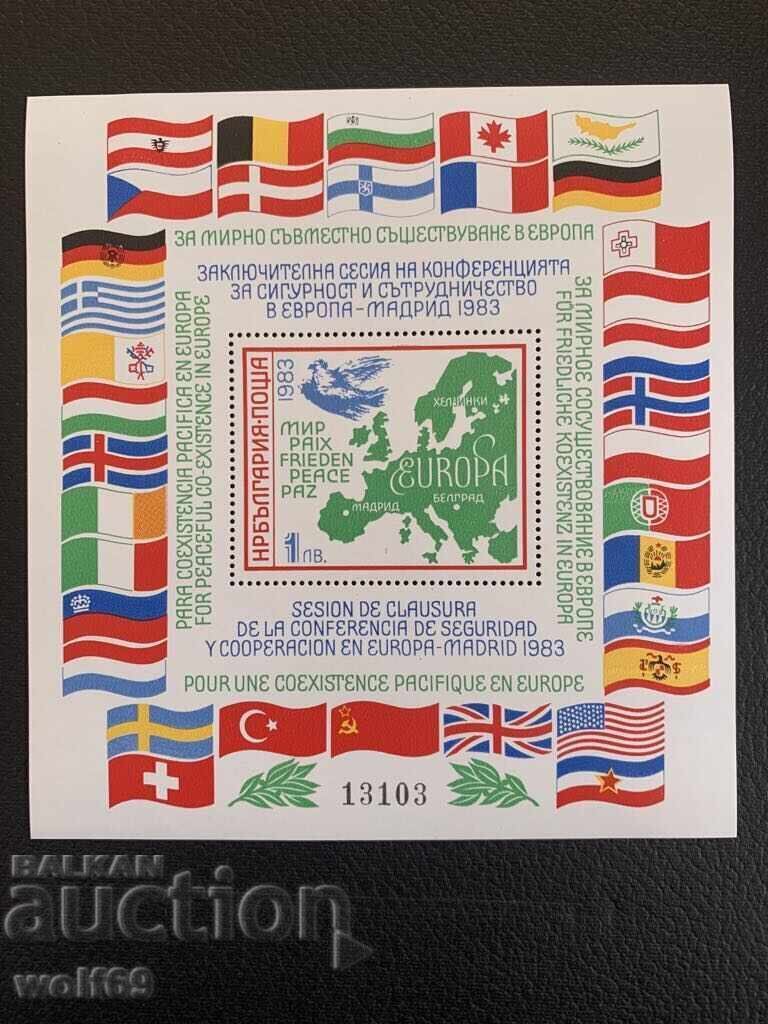 ЗА МИРНО СЪВМЕСТНО СЪЩЕСТВУВАНЕ В ЕВРОПА
ЗАКЛЮЧИТЕЛНА СЕСИЯ НА КОНФЕРЕНЦИЯТА
ЗА СИГУРНОСТ И СЪТРУДНИЧЕСТВО
В ЕВРОПА-МАДРИД 1983
PARA COEXISTENCIA PACIFICA EN EUROPA
FOR PEACEFUL CO-EXISTENCE IN EUROPE
НРБЪЛГАРИЯ·ПОЩА
1983
МИР
PAIX
FRIEDEN
PEACE
PAZ
ХЕЛЗИНКИ
EUROPA
МАДРИД
БЕЛГРАД
1 ЛВ.
ЗА МИРНОЕ СОСУЩЕСТВОВАНИЕ В ЕВРОПЕ
FÜR FRIEDLICHE KOEXISTENZ IN EUROPA
SESION DE CLAUSURA
DE LA CONFERENCIA DE SEGURIDAD
Y COOPERACION EN EUROPA-MADRID 1983
POUR UNE COEXISTENCE PACIFIQUE EN EUROPE
13103
BALKAN
auction
wolf69